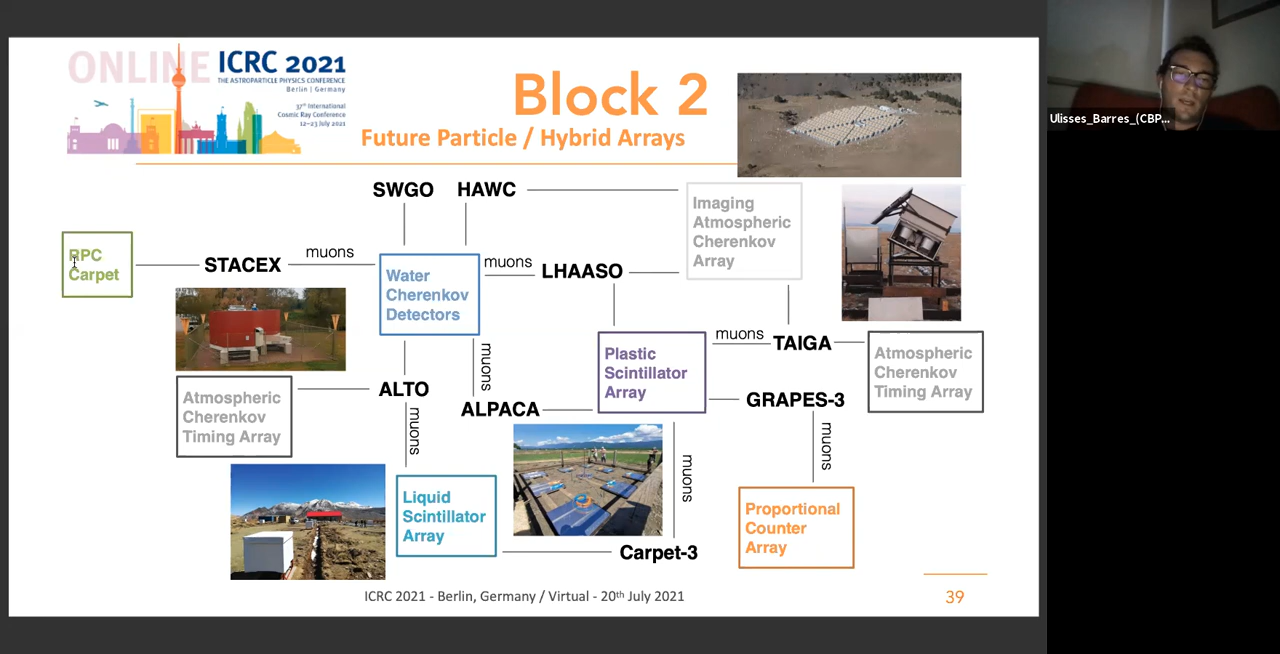 ONLINE ICRC 2021
THE ASTROPARTICLE PHYSICS CONFERENCE
Berlin | Germany
37th International
Cosmic Ray Conference
12–23 July 2021
Block 2
Future Particle / Hybrid Arrays
Ulisses_Barres_(CBP...
SWGO
HAWC
Imaging
Atmospheric
Cherenkov
Array
RPC
Carpet
STACEX
muons
Water
Cherenkov
Detectors
muons
LHAASO
Plastic
Scintillator
Array
muons
TAIGA
Atmospheric
Cherenkov
Timing Array
Atmospheric
Cherenkov
Timing Array
ALTO
muons
muons
ALPACA
GRAPES-3
muons
muons
Liquid
Scintillator
Array
Carpet-3
Proportional
Counter
Array
ICRC 2021 - Berlin, Germany / Virtual - 20th July 2021
39